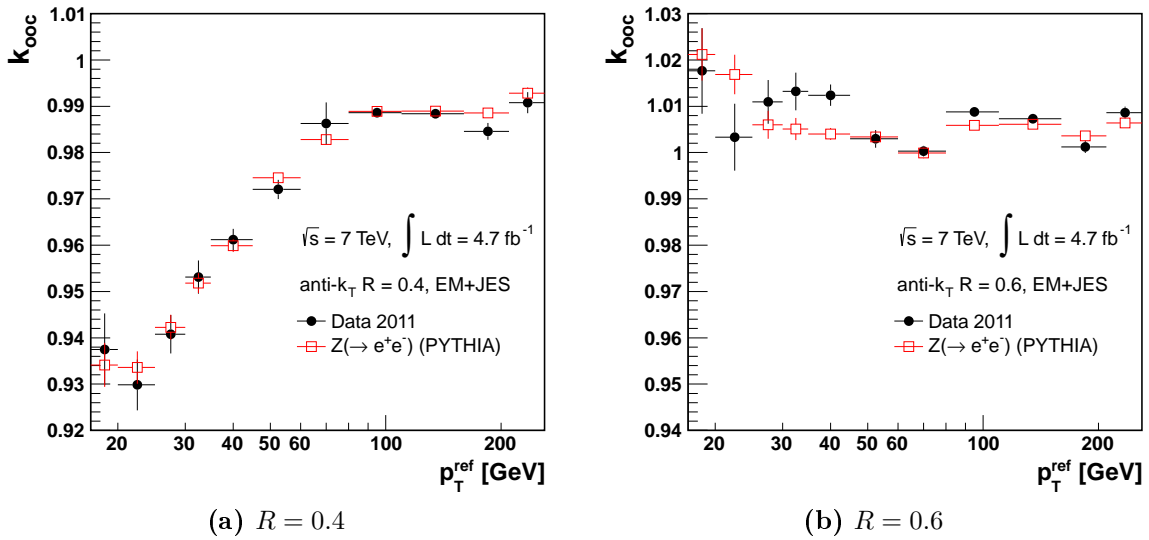 k_ooc
1.01
1
0.99
0.98
0.97
0.96
0.95
0.94
0.93
0.92
√s = 7 TeV, ∫ L dt = 4.7 fb⁻¹
anti-k_T R = 0.4, EM+JES
Data 2011
Z(→ e⁺e⁻) (PYTHIA)
20 30 40 50 60 100 200
p_T^ref [GeV]
(a) R = 0.4
k_ooc
1.03
1.02
1.01
1
0.99
0.98
0.97
0.96
0.95
0.94
√s = 7 TeV, ∫ L dt = 4.7 fb⁻¹
anti-k_T R = 0.6, EM+JES
Data 2011
Z(→ e⁺e⁻) (PYTHIA)
20 30 40 50 60 100 200
p_T^ref [GeV]
(b) R = 0.6